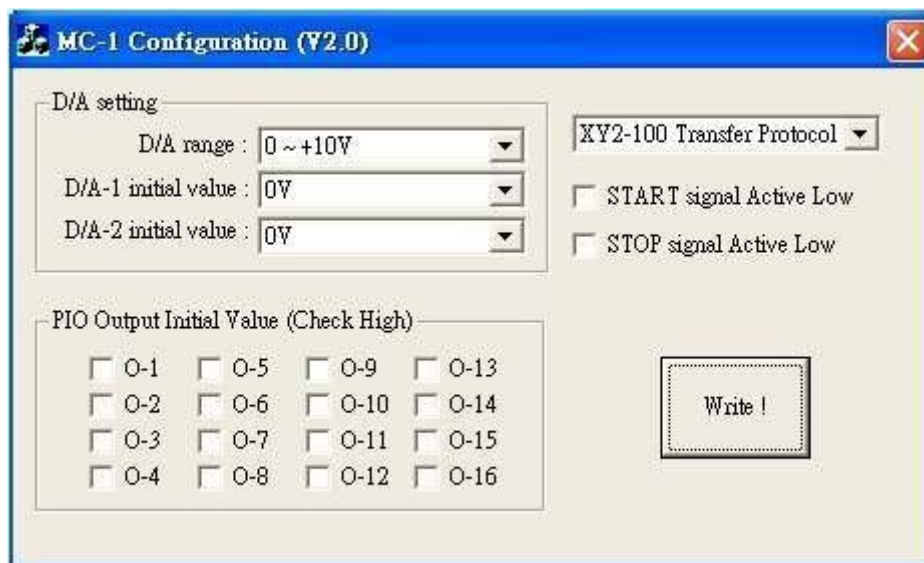 MC-1 Configuration (V2.0)
D/A setting
D/A range : 0 ~ +10V
D/A-1 initial value : 0V
D/A-2 initial value : 0V
XY2-100 Transfer Protocol
START signal Active Low
STOP signal Active Low
PIO Output Initial Value (Check High)
O-1 O-5 O-9 O-13
O-2 O-6 O-10 O-14
O-3 O-7 O-11 O-15
O-4 O-8 O-12 O-16
Write !